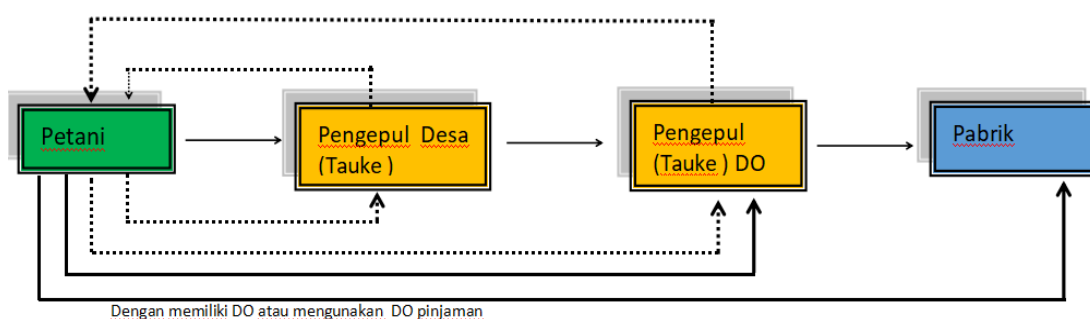 Petani
Pengepul Desa
(Tauke )
Pengepul
(Tauke ) DO
Pabrik
Dengan memiliki DO atau mengunakan DO pinjaman